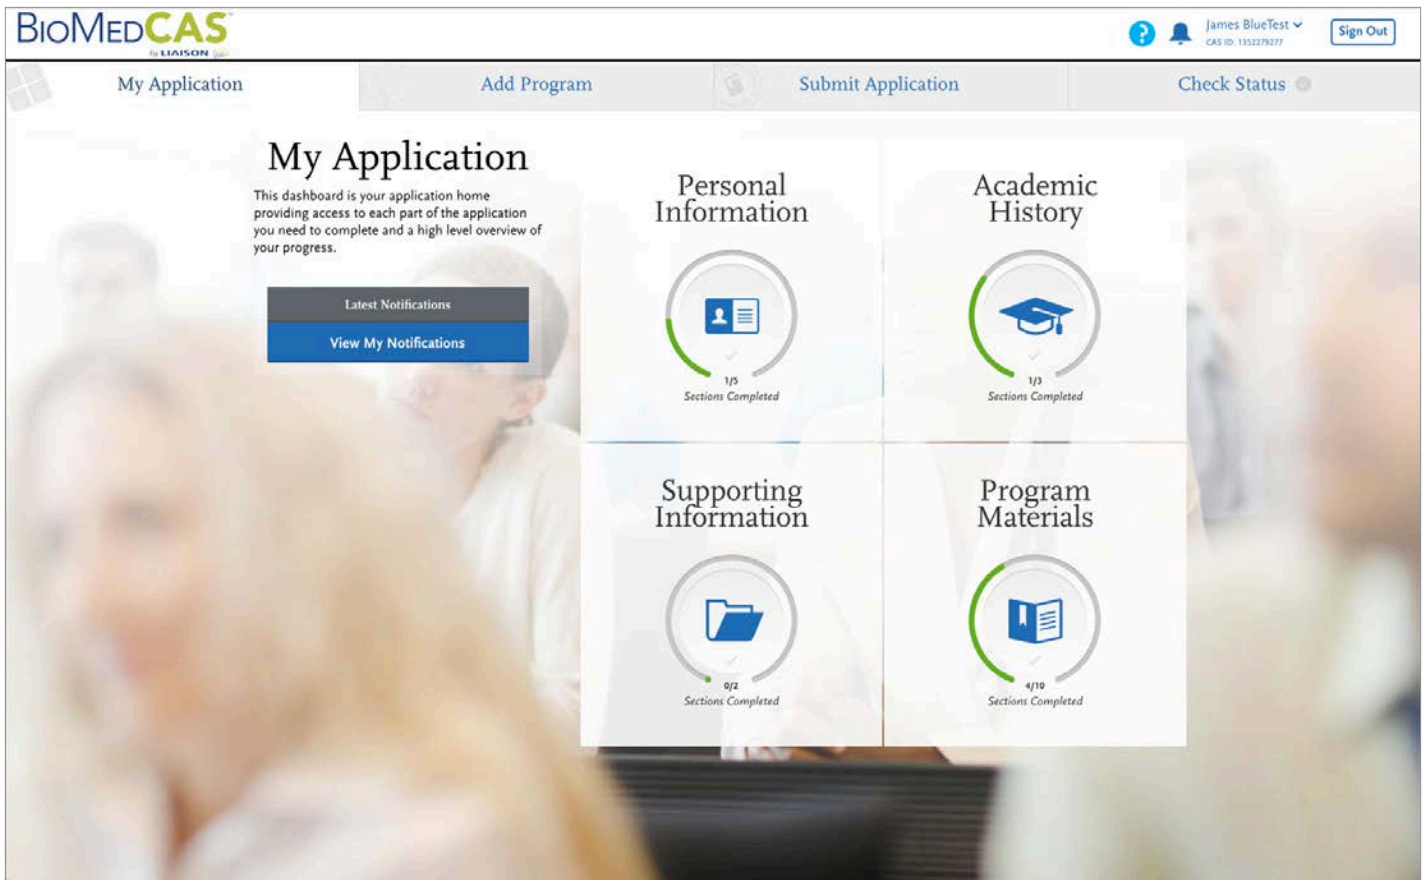 BIOMEDCAS
by LIAISON
James BlueTest
CAS ID: 1352279277
Sign Out
My Application
Add Program
Submit Application
Check Status
My Application
This dashboard is your application home
providing access to each part of the application
you need to complete and a high level overview of
your progress.
Latest Notifications
View My Notifications
Personal
Information
1/5
Sections Completed
Academic
History
1/3
Sections Completed
Supporting
Information
0/2
Sections Completed
Program
Materials
4/10
Sections Completed